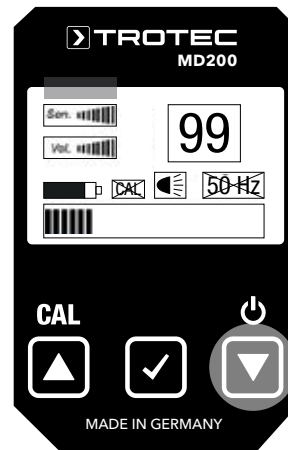 TROTEC
MD200
Sen.
99
Vol.
CAL 50 Hz
CAL
MADE IN GERMANY